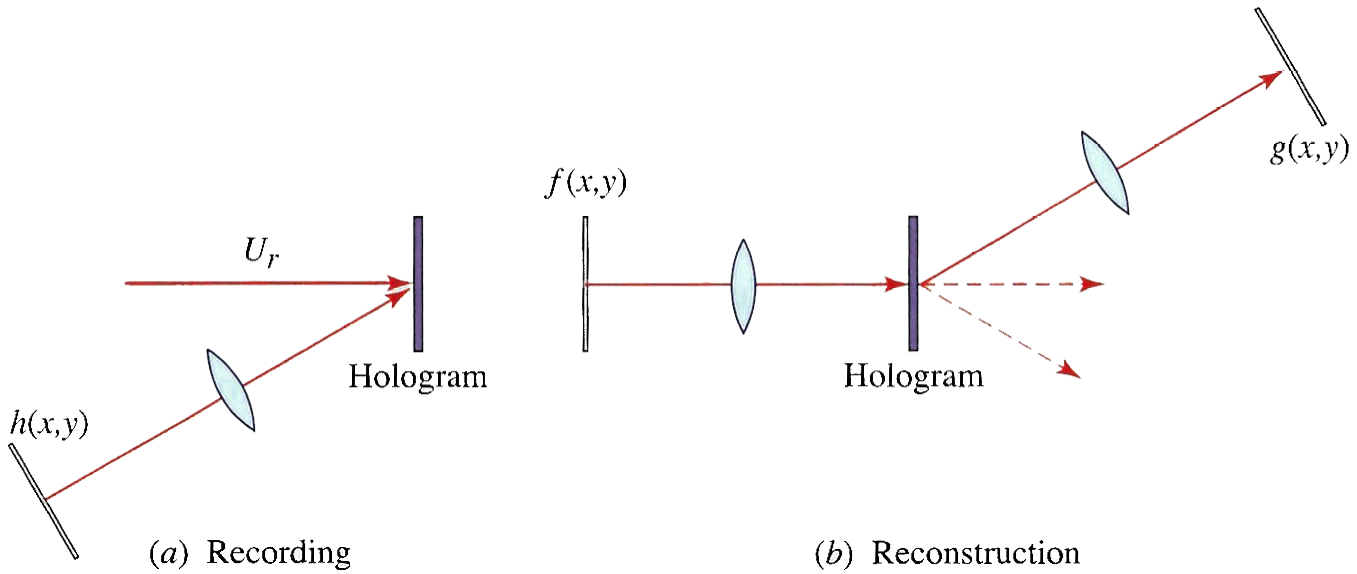 U_r
Hologram
h(x,y)
(a) Recording
f(x,y)
Hologram
g(x,y)
(b) Reconstruction